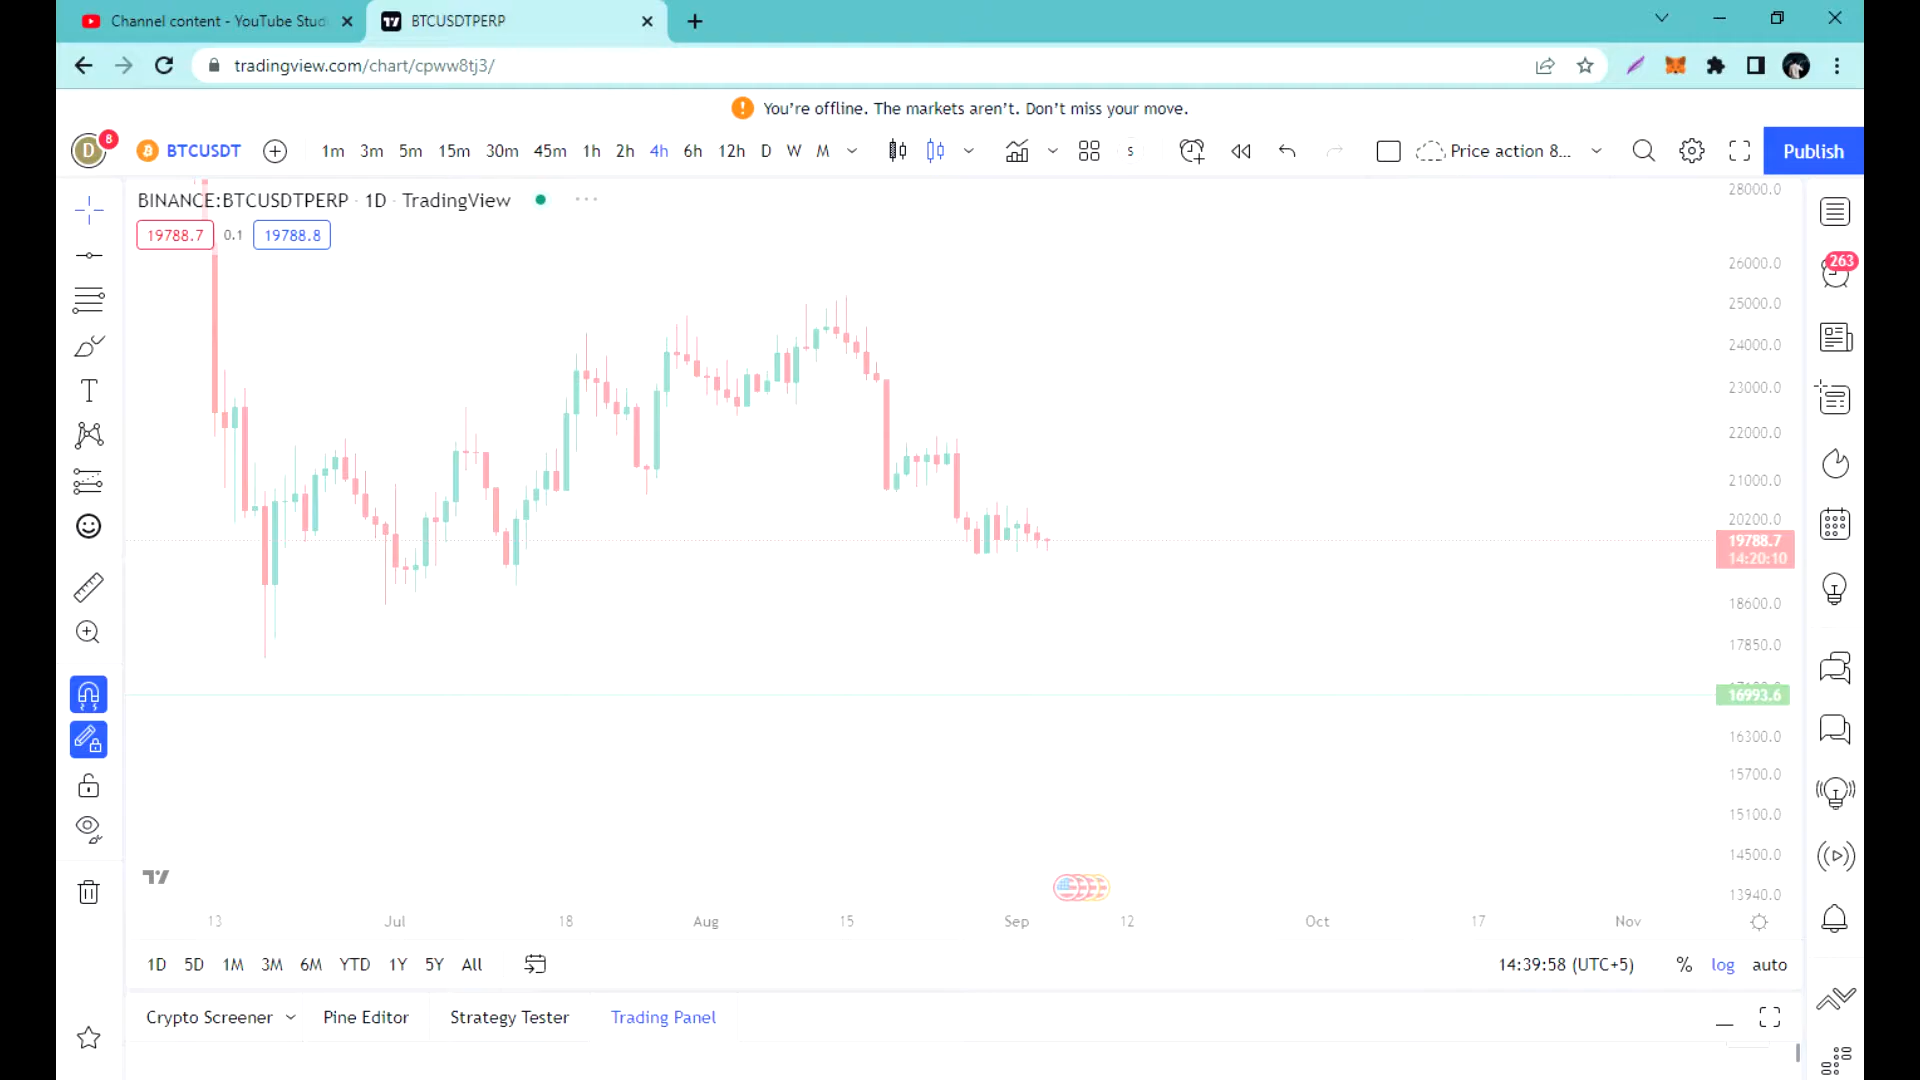 Channel content - YouTube Stud
BTCUSDTPERP
tradingview.com/chart/cpww8tj3/
You're offline. The markets aren't. Don't miss your move.
D 8 BTCUSDT 1m 3m 5m 15m 30m 45m 1h 2h 4h 6h 12h D W M s Price action 8... Publish
BINANCE:BTCUSDTPERP · 1D · TradingView
19788.7 0.1 19788.8
28000.0
26000.0
263
25000.0
24000.0
23000.0
22000.0
21000.0
20200.0
19788.7
14:20:10
18600.0
17850.0
16993.6
16300.0
15700.0
15100.0
14500.0
13940.0
13 Jul 18 Aug 15 Sep 12 Oct 17 Nov
1D 5D 1M 3M 6M YTD 1Y 5Y All 14:39:58 (UTC+5) % log auto
Crypto Screener Pine Editor Strategy Tester Trading Panel